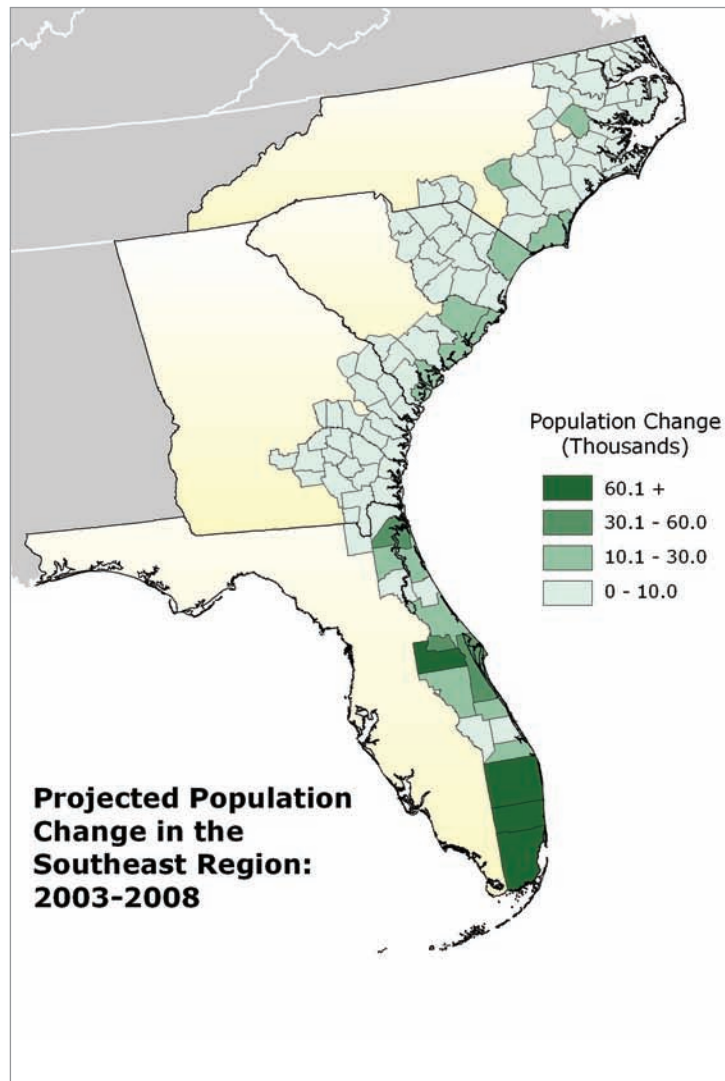 Population Change
(Thousands)
60.1 +
30.1 - 60.0
10.1 - 30.0
0 - 10.0
Projected Population
Change in the
Southeast Region:
2003-2008